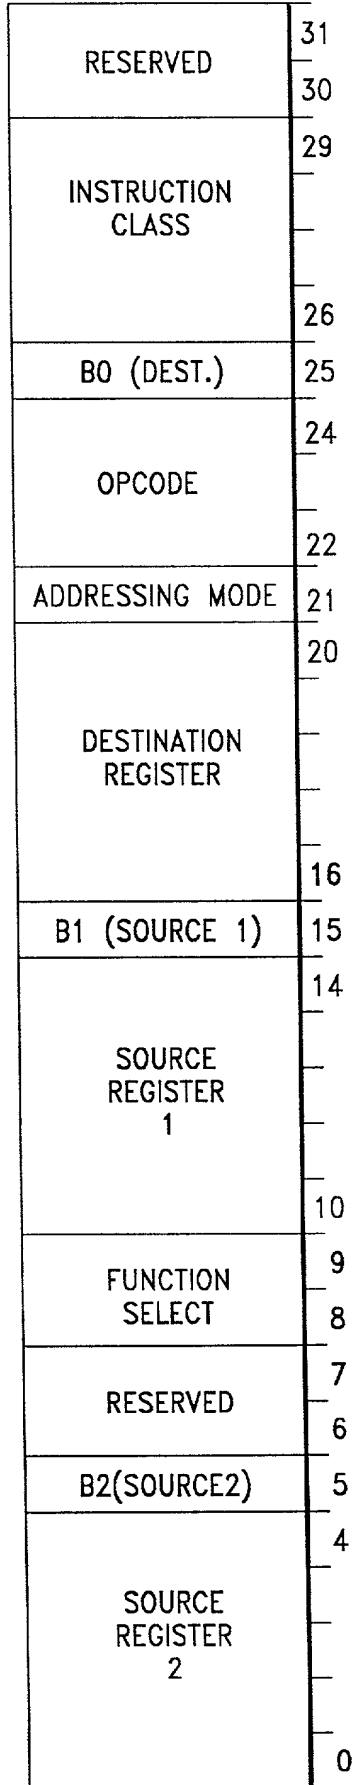 RESERVED
31
30
INSTRUCTION
CLASS
29
26
B0 (DEST.)
25
OPCODE
24
22
ADDRESSING MODE
21
DESTINATION
REGISTER
20
16
B1 (SOURCE 1)
15
SOURCE
REGISTER
1
14
10
FUNCTION
SELECT
9
8
RESERVED
7
6
B2(SOURCE2)
5
SOURCE
REGISTER
2
4
0